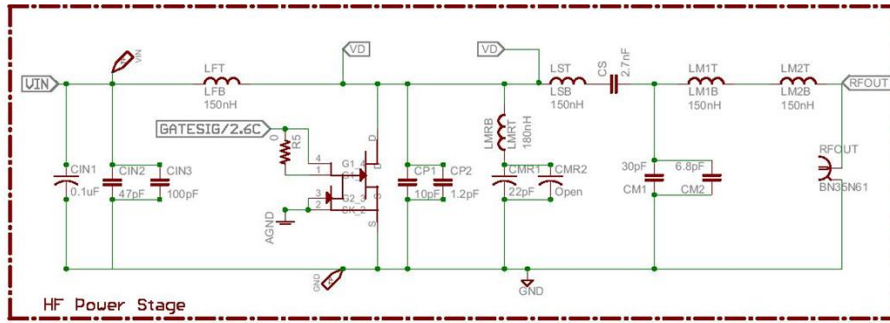 VIN
VIN
LFT
LFB
150nH
VD
VD
LST
LSB
150nH
CS
2.7nF
LM1T
LM1B
150nH
LM2T
LM2B
150nH
RFOUT
GATESIG/2.6C
0
R5
LMRB
LMRT
180nH
CIN1
0.1uF
CIN2
47pF
CIN3
100pF
4
1
3
2
D
S
CP1
10pF
CP2
1.2pF
CMR1
22pF
CMR2
Open
30pF
CM1
6.8pF
CM2
RFOUT
BN35N61
AGND
GND
GND
HF Power Stage